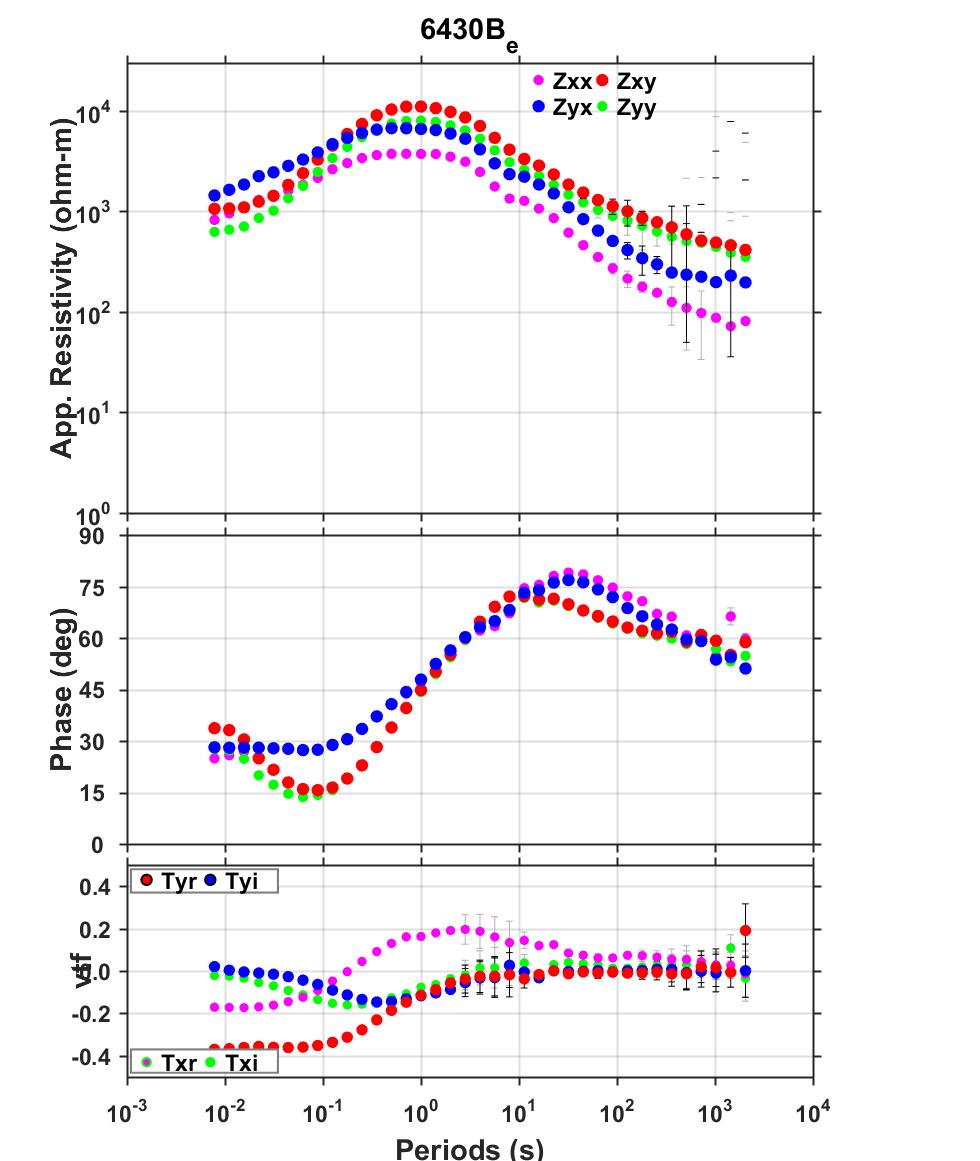 6430Be
Zxx Zxy
Zyx Zyy
10^4
10^3
10^2
10^1
10^0
App. Resistivity (ohm-m)
90
75
60
45
30
15
0
Phase (deg)
Tyr Tyi
0.4
0.2
0.0
-0.2
-0.4
vtf
Txr Txi
10^-3 10^-2 10^-1 10^0 10^1 10^2 10^3 10^4
Periods (s)